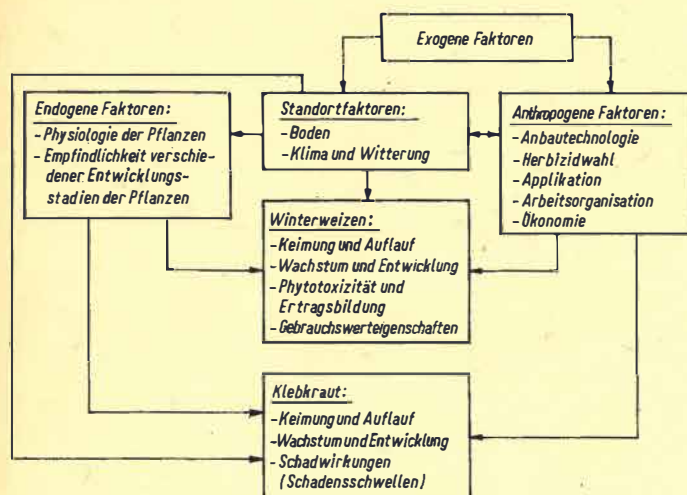 Exogene Faktoren
Endogene Faktoren:
- Physiologie der Pflanzen
- Empfindlichkeit verschie-
dener Entwicklungs-
stadien der Pflanzen
Standortfaktoren:
- Boden
- Klima und Witterung
Anthropogene Faktoren:
- Anbautechnologie
- Herbizidwahl
- Applikation
- Arbeitsorganisation
- Ökonomie
Winterweizen:
- Keimung und Auflauf
- Wachstum und Entwicklung
- Phytotoxizität und
Ertragsbildung
- Gebrauchswerteigenschaften
Klebkraut:
- Keimung und Auflauf
- Wachstum und Entwicklung
- Schadwirkungen
(Schadensschwellen)